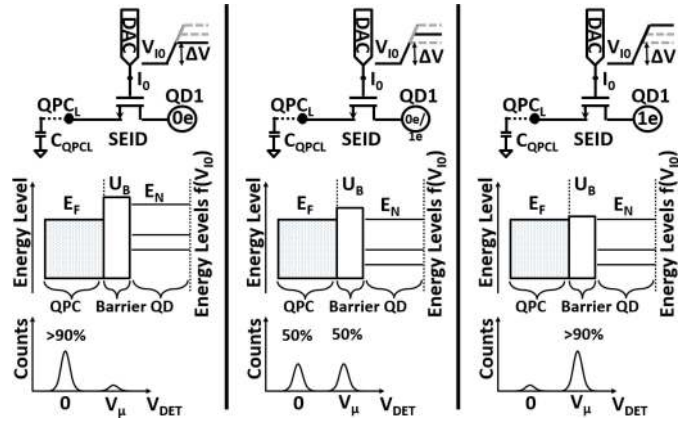 DAC
V_I0
ΔV
I_0
QPC_L
QD1
0e
C_QPCL
SEID
Energy Level
E_F
U_B
E_N
Energy Levels f(V_I0)
QPC Barrier QD
Counts
>90%
0 V_μ V_DET
DAC
V_I0
ΔV
I_0
QPC_L
QD1
0e/
1e
C_QPCL
SEID
Energy Level
E_F
U_B
E_N
Energy Levels f(V_I0)
QPC Barrier QD
Counts
50% 50%
0 V_μ V_DET
DAC
V_I0
ΔV
I_0
QPC_L
QD1
1e
C_QPCL
SEID
Energy Level
E_F
U_B
E_N
Energy Levels f(V_I0)
QPC Barrier QD
Counts
>90%
0 V_μ V_DET